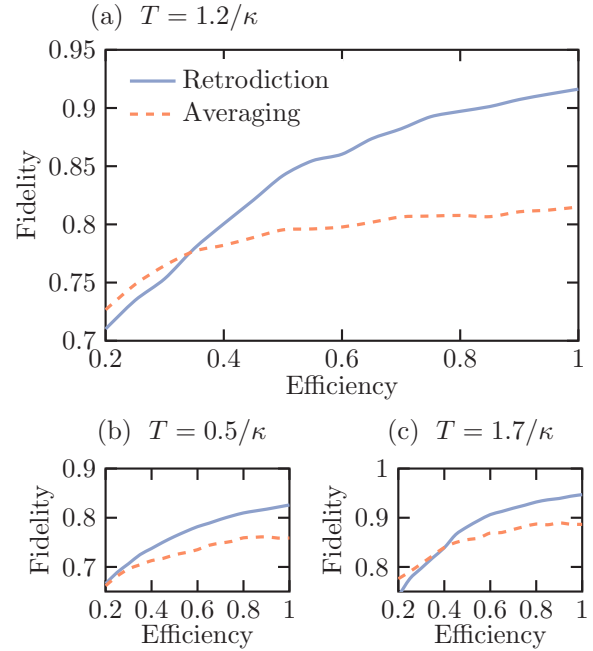 (a) T = 1.2/κ
0.95
0.9
0.85
0.8
0.75
0.7
Fidelity
Retrodiction
Averaging
0.2 0.4 0.6 0.8 1
Efficiency
(b) T = 0.5/κ
0.9
0.8
0.7
Fidelity
0.2 0.4 0.6 0.8 1
Efficiency
(c) T = 1.7/κ
1
0.9
0.8
Fidelity
0.2 0.4 0.6 0.8 1
Efficiency